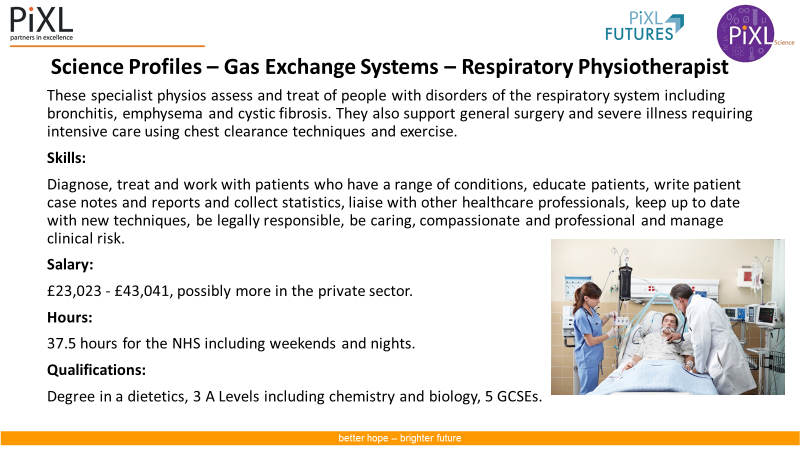 PiXL
partners in excellence
PiXL
FUTURES
PiXL Science
Science Profiles – Gas Exchange Systems – Respiratory Physiotherapist
These specialist physios assess and treat of people with disorders of the respiratory system including
bronchitis, emphysema and cystic fibrosis. They also support general surgery and severe illness requiring
intensive care using chest clearance techniques and exercise.
Skills:
Diagnose, treat and work with patients who have a range of conditions, educate patients, write patient
case notes and reports and collect statistics, liaise with other healthcare professionals, keep up to date
with new techniques, be legally responsible, be caring, compassionate and professional and manage
clinical risk.
Salary:
£23,023 - £43,041, possibly more in the private sector.
Hours:
37.5 hours for the NHS including weekends and nights.
Qualifications:
Degree in a dietetics, 3 A Levels including chemistry and biology, 5 GCSEs.
better hope – brighter future